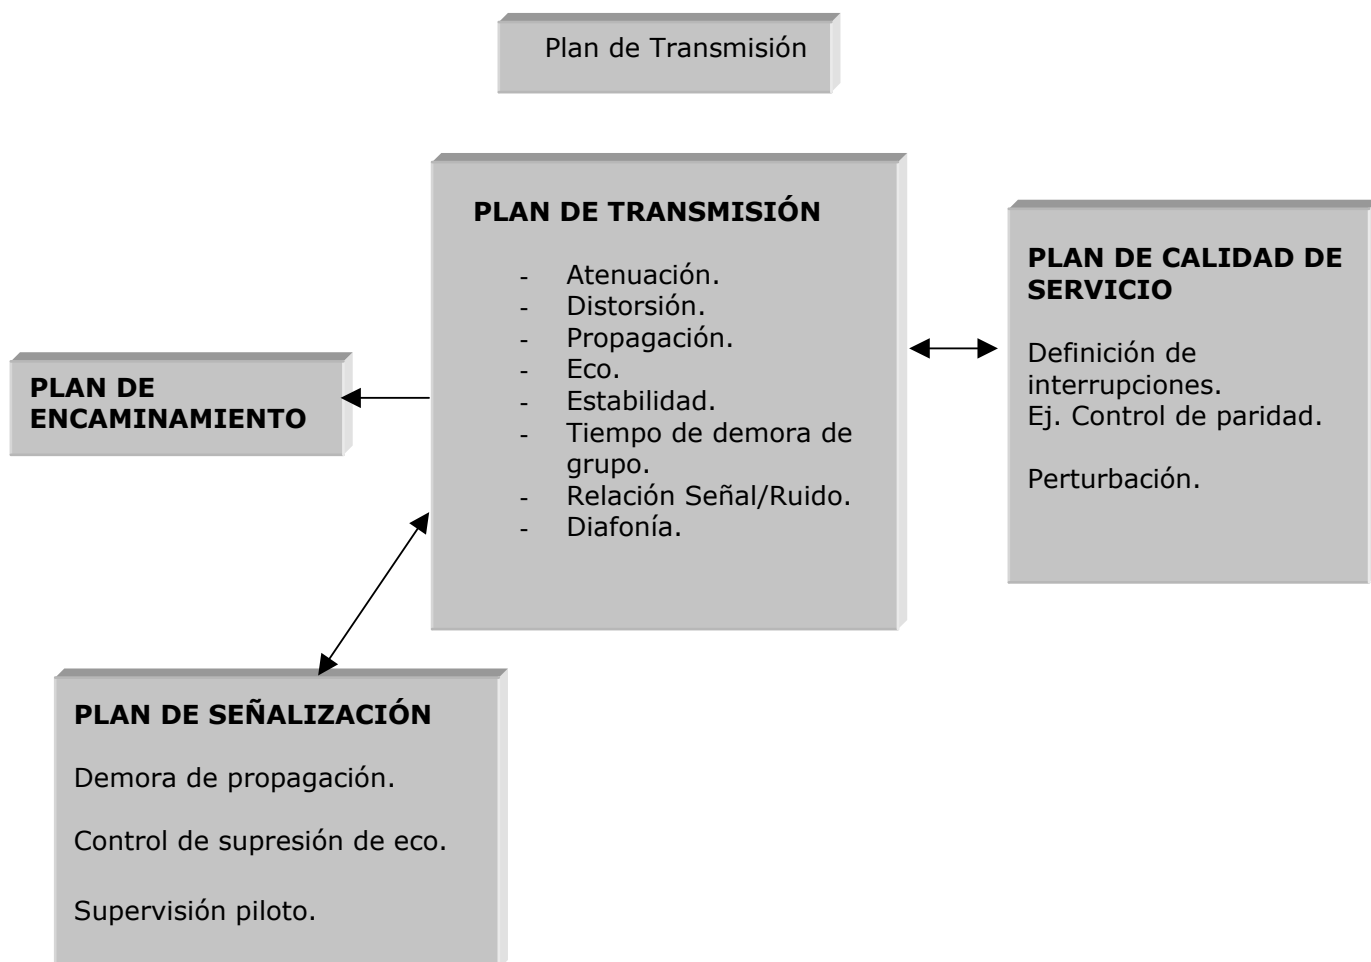 Plan de Transmisión
PLAN DE TRANSMISIÓN
- Atenuación.
- Distorsión.
- Propagación.
- Eco.
- Estabilidad.
- Tiempo de demora de
grupo.
- Relación Señal/Ruido.
- Diafonía.
PLAN DE CALIDAD DE
SERVICIO
Definición de
interrupciones.
Ej. Control de paridad.
Perturbación.
PLAN DE
ENCAMINAMIENTO
PLAN DE SEÑALIZACIÓN
Demora de propagación.
Control de supresión de eco.
Supervisión piloto.